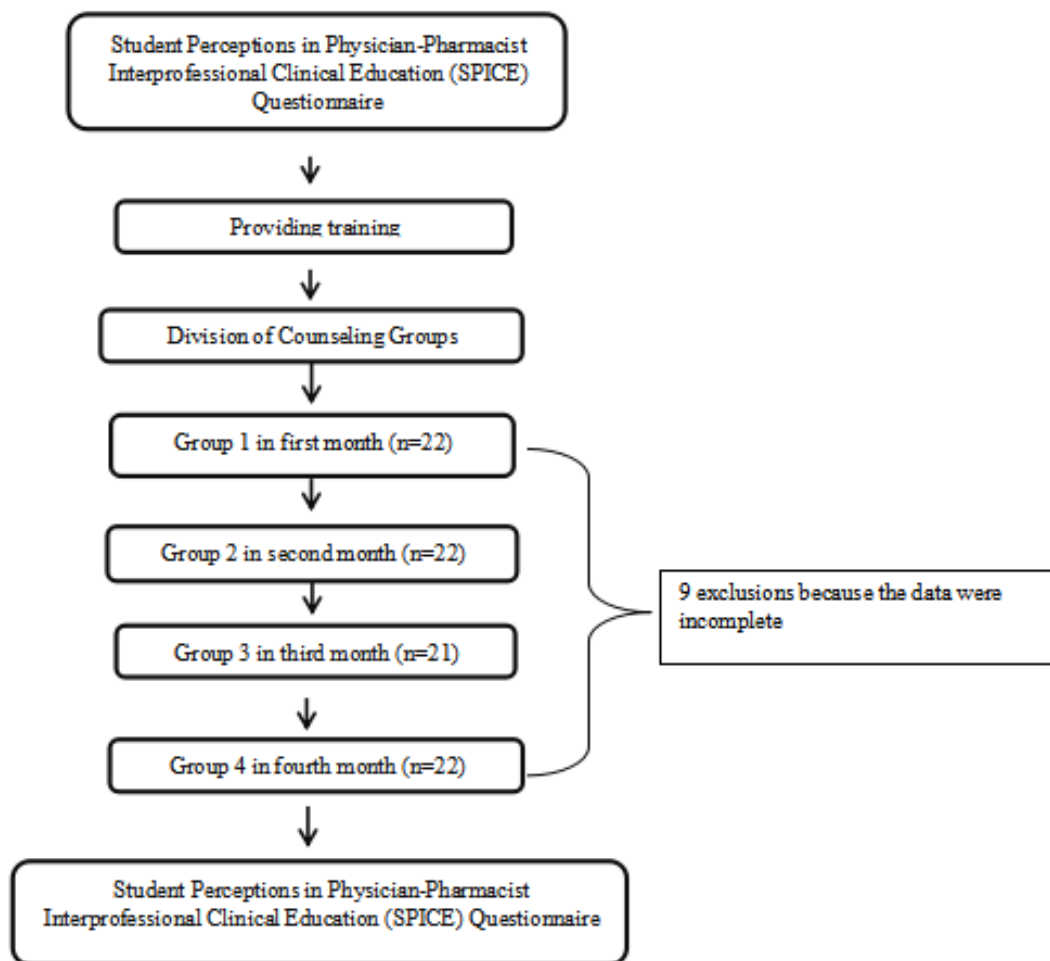 Student Perceptions in Physician-Pharmacist
Interprofessional Clinical Education (SPICE)
Questionnaire
Providing training
Division of Counseling Groups
Group 1 in first month (n=22)
Group 2 in second month (n=22)
9 exclusions because the data were
incomplete
Group 3 in third month (n=21)
Group 4 in fourth month (n=22)
Student Perceptions in Physician-Pharmacist
Interprofessional Clinical Education (SPICE) Questionnaire